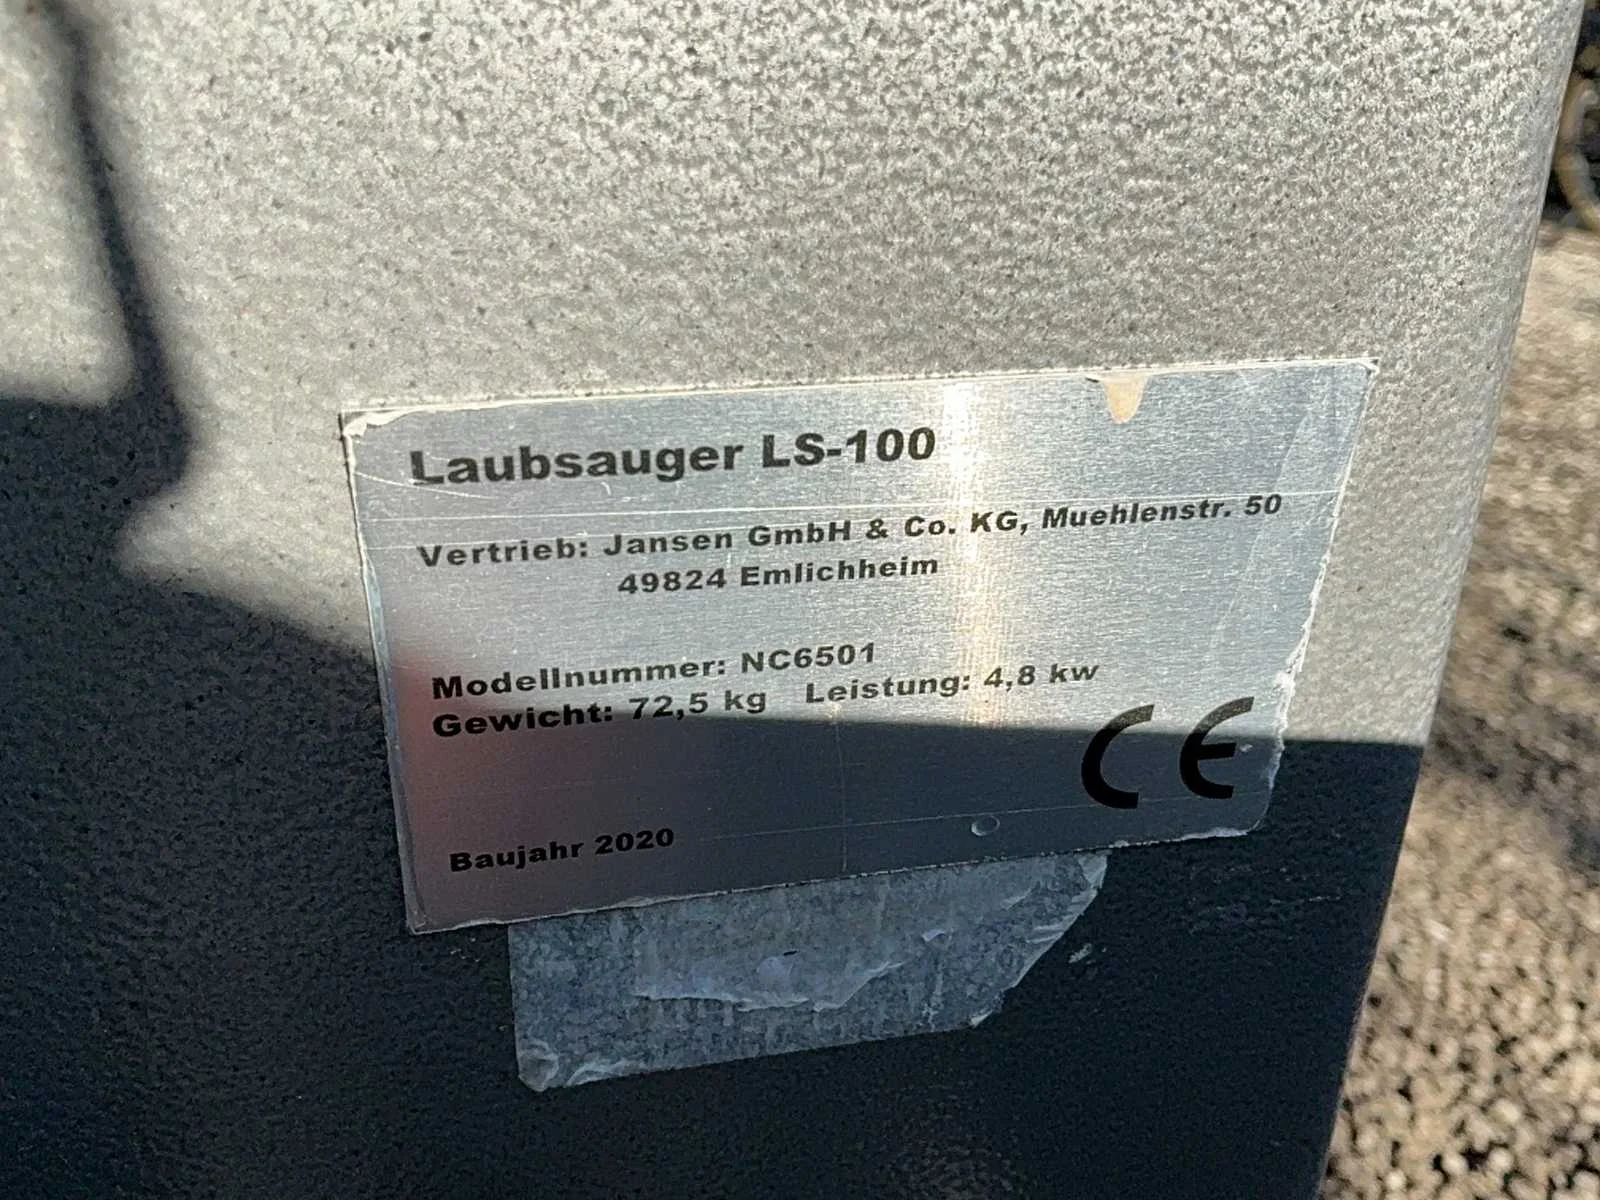 Laubsauger LS-100
Vertrieb: Jansen GmbH & Co. KG, Muehlenstr. 50
49824 Emlichheim
Modellnummer: NC6501
Gewicht: 72,5 kg Leistung: 4,8 kw
CE
Baujahr 2020